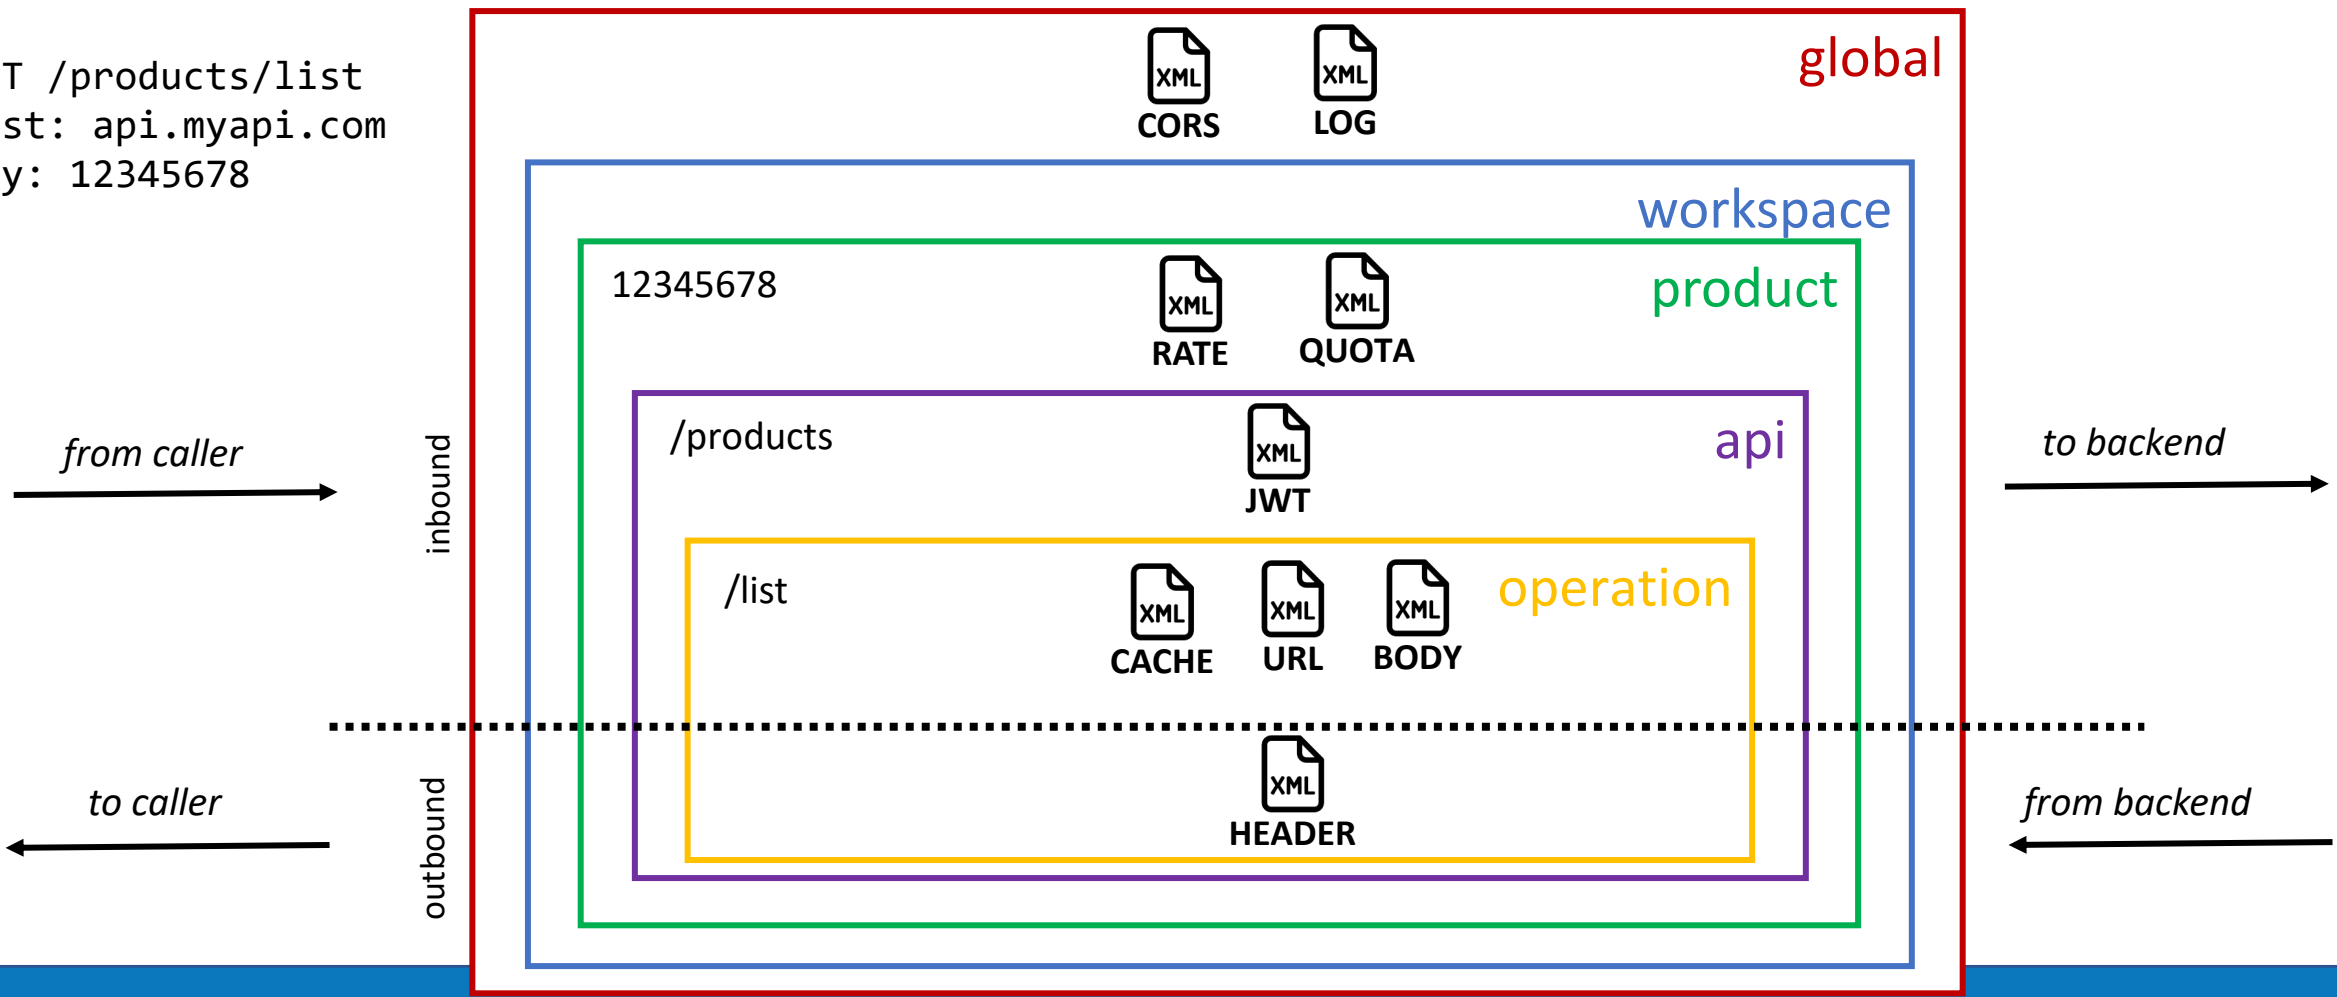 T /products/list
st: api.myapi.com
y: 12345678
global
XML XML
CORS LOG
workspace
product
12345678
XML XML
RATE QUOTA
api
/products
XML
JWT
operation
/list
XML XML XML
CACHE URL BODY
XML
HEADER
from caller
inbound
to backend
to caller
outbound
from backend